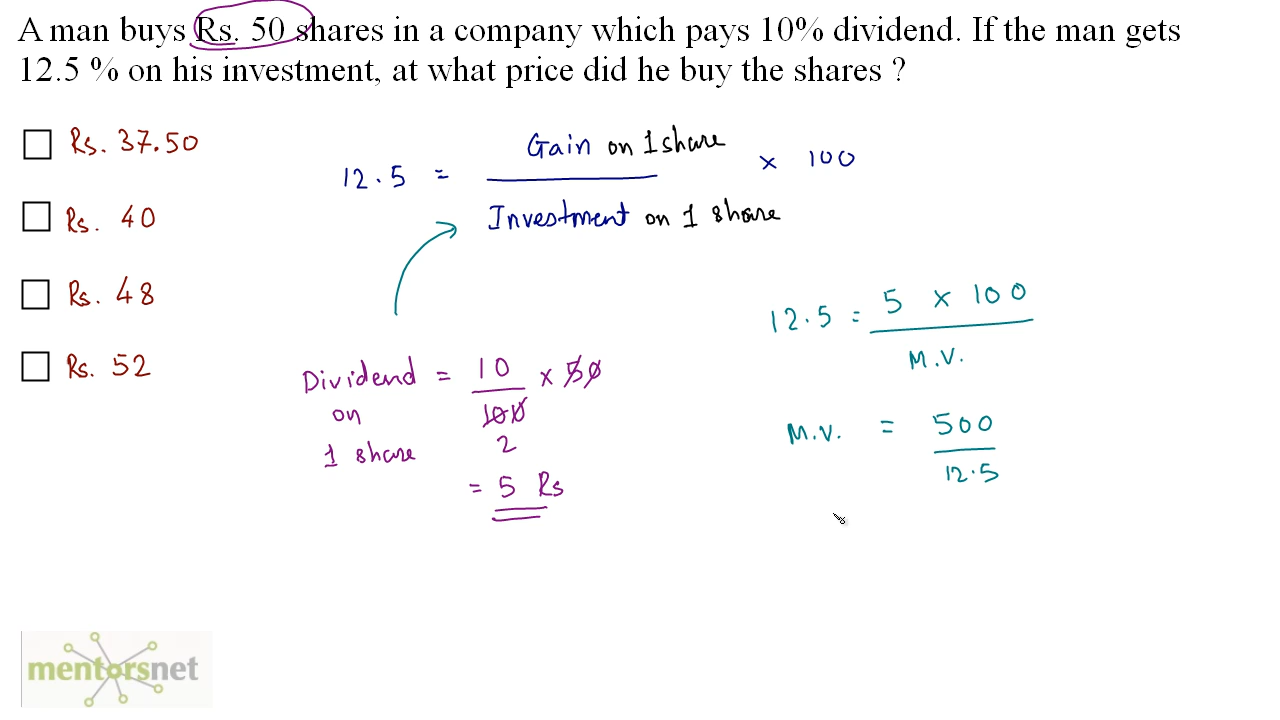 A man buys Rs. 50 shares in a company which pays 10% dividend. If the man gets
12.5 % on his investment, at what price did he buy the shares ?
Rs. 37.50
Rs. 40
Rs. 48
Rs. 52
12.5 = Gain on 1 share × 100
Investment on 1 share
Dividend = 10 × 50
on 100
1 share 2
= 5 Rs
12.5 = 5 × 100
M.V.
M.V. = 500
12.5
mentorsnet